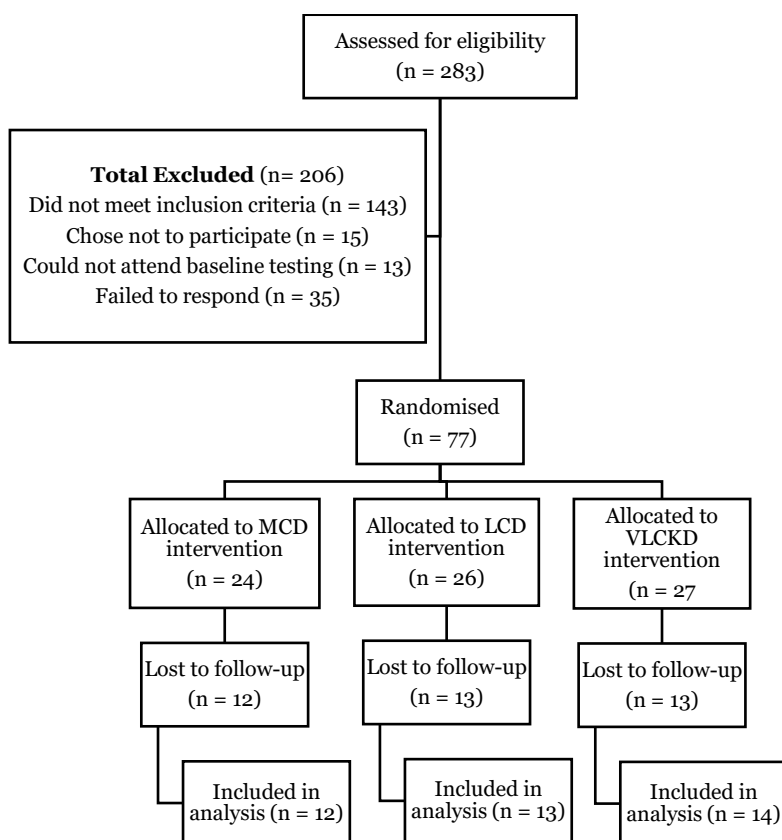 Assessed for eligibility
(n = 283)
Total Excluded (n= 206)
Did not meet inclusion criteria (n = 143)
Chose not to participate (n = 15)
Could not attend baseline testing (n = 13)
Failed to respond (n = 35)
Randomised
(n = 77)
Allocated to MCD
intervention
(n = 24)
Allocated to LCD
intervention
(n = 26)
Allocated to
VLCKD
intervention
(n = 27
Lost to follow-up
(n = 12)
Lost to follow-up
(n = 13)
Lost to follow-up
(n = 13)
Included in
analysis (n = 12)
Included in
analysis (n = 13)
Included in
analysis (n = 14)